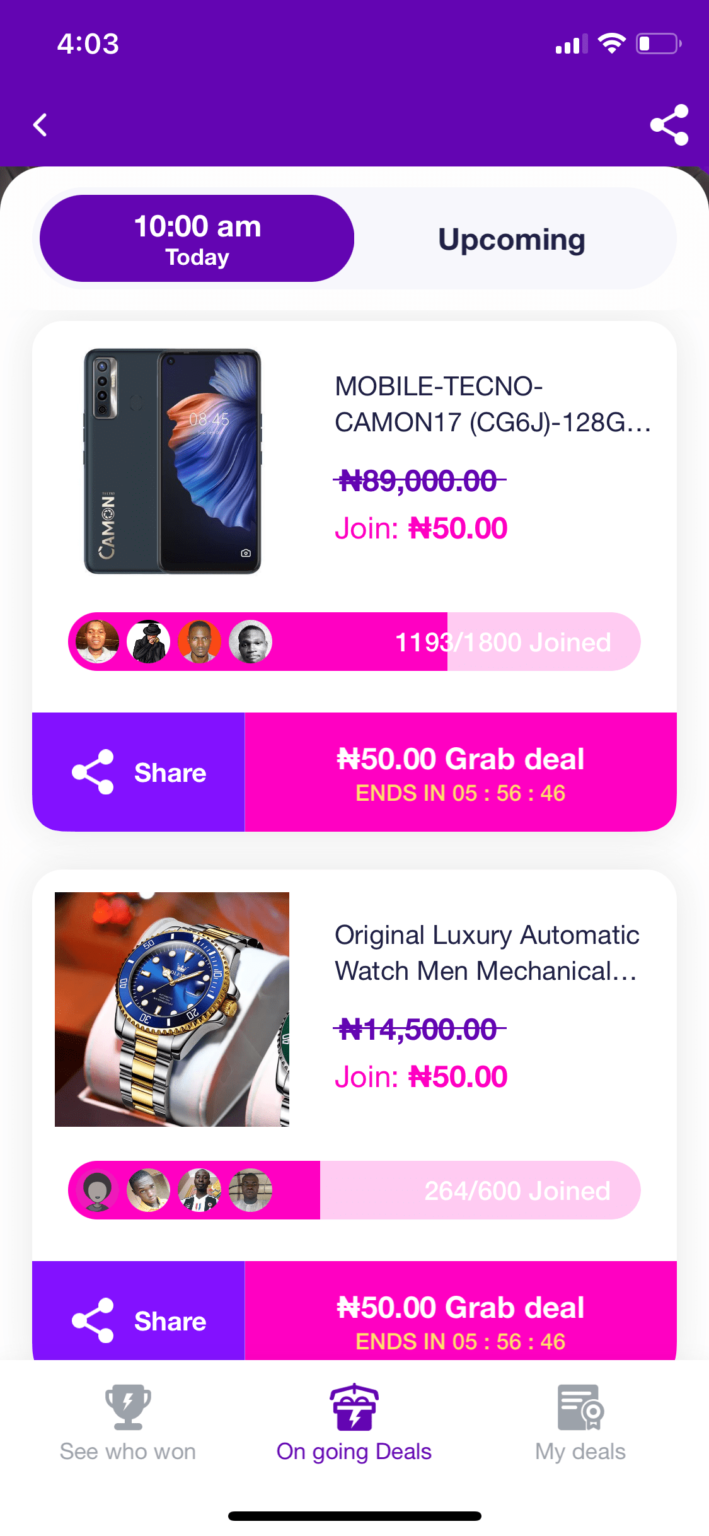 4:03
10:00 am
Today
Upcoming
08:45
CAMON
MOBILE-TECNO-
CAMON17 (CG6J)-128G...
₦89,000.00
Join: ₦50.00
1193/1800 Joined
Share
₦50.00 Grab deal
ENDS IN 05 : 56 : 46
Original Luxury Automatic
Watch Men Mechanical...
₦14,500.00
Join: ₦50.00
264/600 Joined
Share
₦50.00 Grab deal
ENDS IN 05 : 56 : 46
See who won
On going Deals
My deals